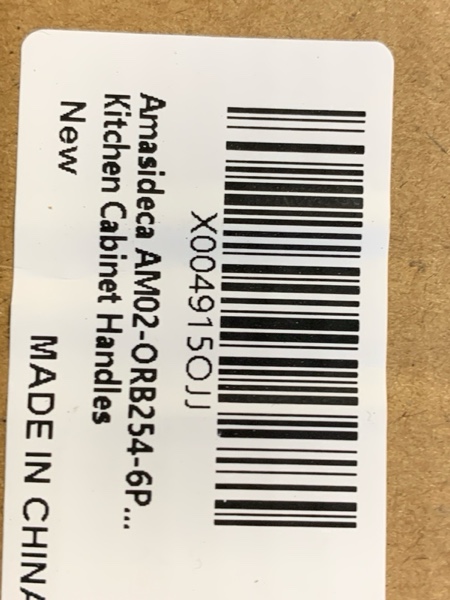 X004915OJJ
Amasideca AM02-ORB254-6P...
Kitchen Cabinet Handles
New
MADE IN CHINA